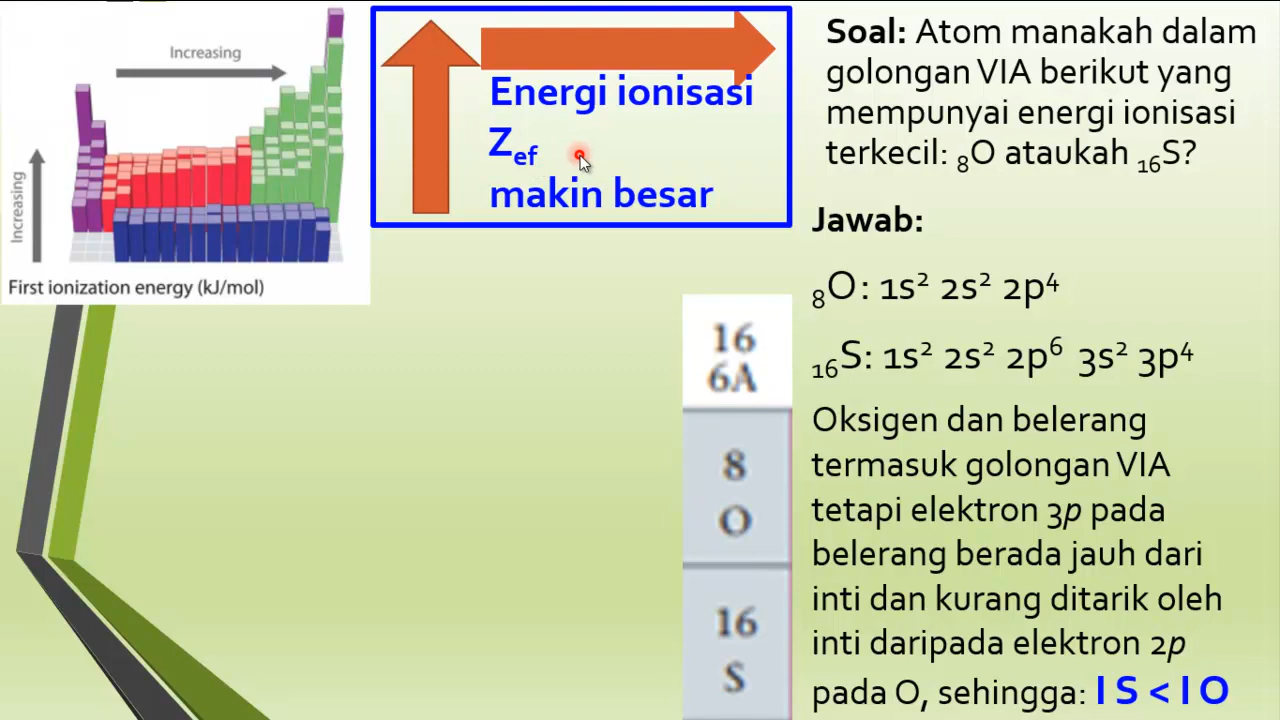 Increasing
Increasing
First ionization energy (kJ/mol)
Energi ionisasi
Zef
makin besar
Soal: Atom manakah dalam
golongan VIA berikut yang
mempunyai energi ionisasi
terkecil: ₈O ataukah ₁₆S?
Jawab:
₈O: 1s² 2s² 2p⁴
₁₆S: 1s² 2s² 2p⁶ 3s² 3p⁴
16
6A
8
O
16
S
Oksigen dan belerang
termasuk golongan VIA
tetapi elektron 3p pada
belerang berada jauh dari
inti dan kurang ditarik oleh
inti daripada elektron 2p
pada O, sehingga: I S < I O